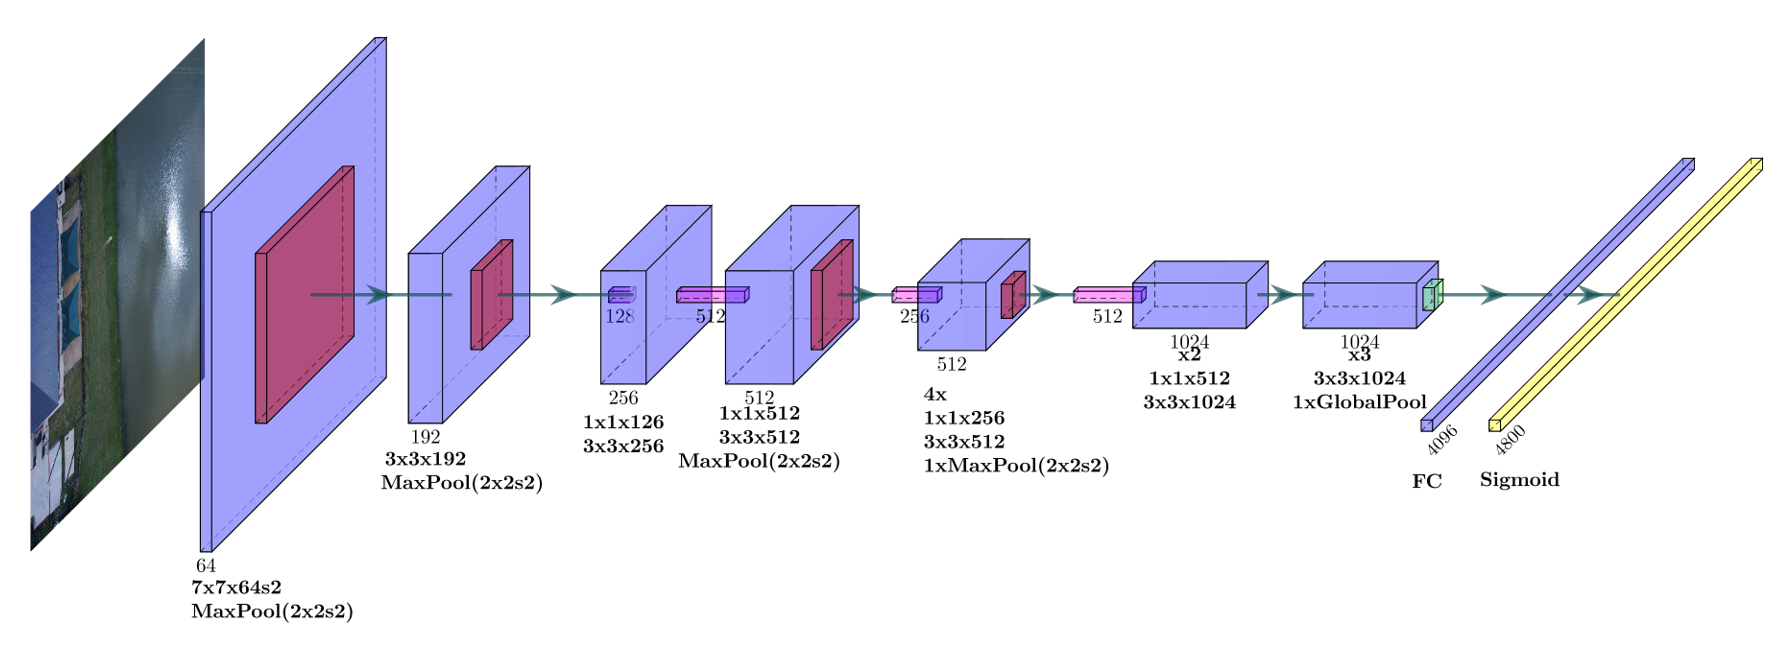 64
7x7x64s2
MaxPool(2x2s2)
192
3x3x192
MaxPool(2x2s2)
128
256
1x1x126
3x3x256
512
512
1x1x512
3x3x512
MaxPool(2x2s2)
256
512
4x
1x1x256
3x3x512
1xMaxPool(2x2s2)
512
1024
x2
1x1x512
3x3x1024
1024
x3
3x3x1024
1xGlobalPool
4096
FC
4800
Sigmoid